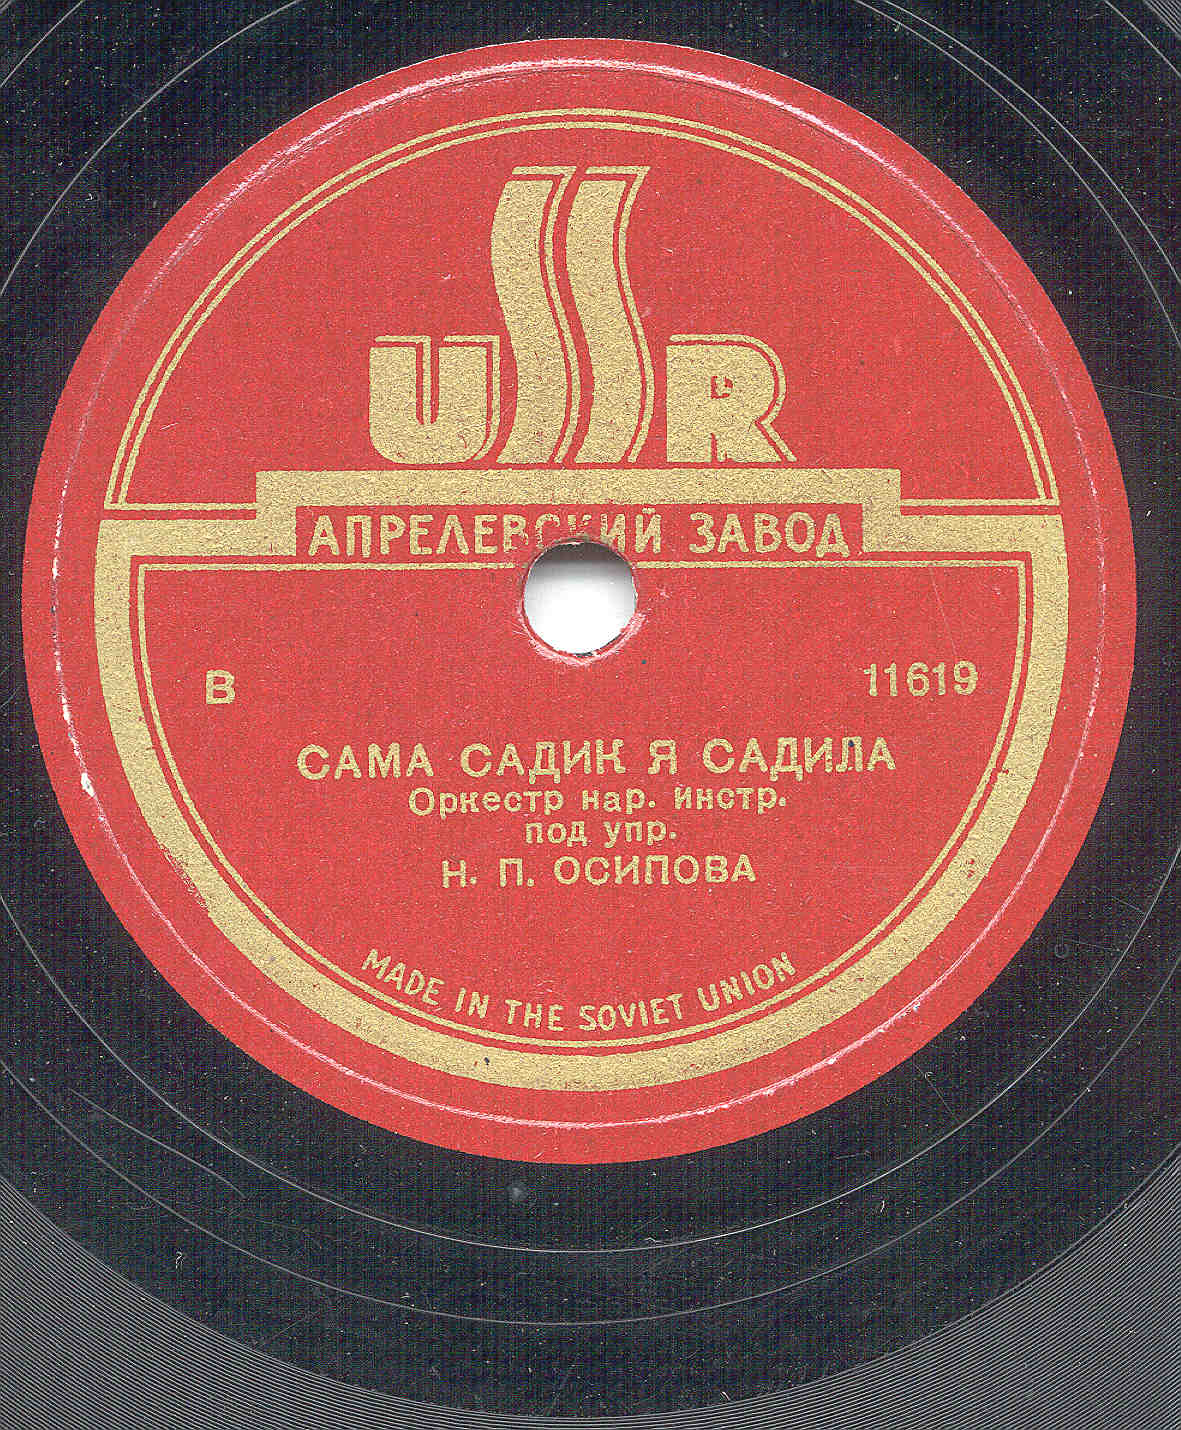 USSR
АПРЕЛЕВСКИЙ ЗАВОД
В 11619
САМА САДИК Я САДИЛА
Оркестр нар. инстр.
под упр.
Н. П. ОСИПОВА
MADE IN THE SOVIET UNION